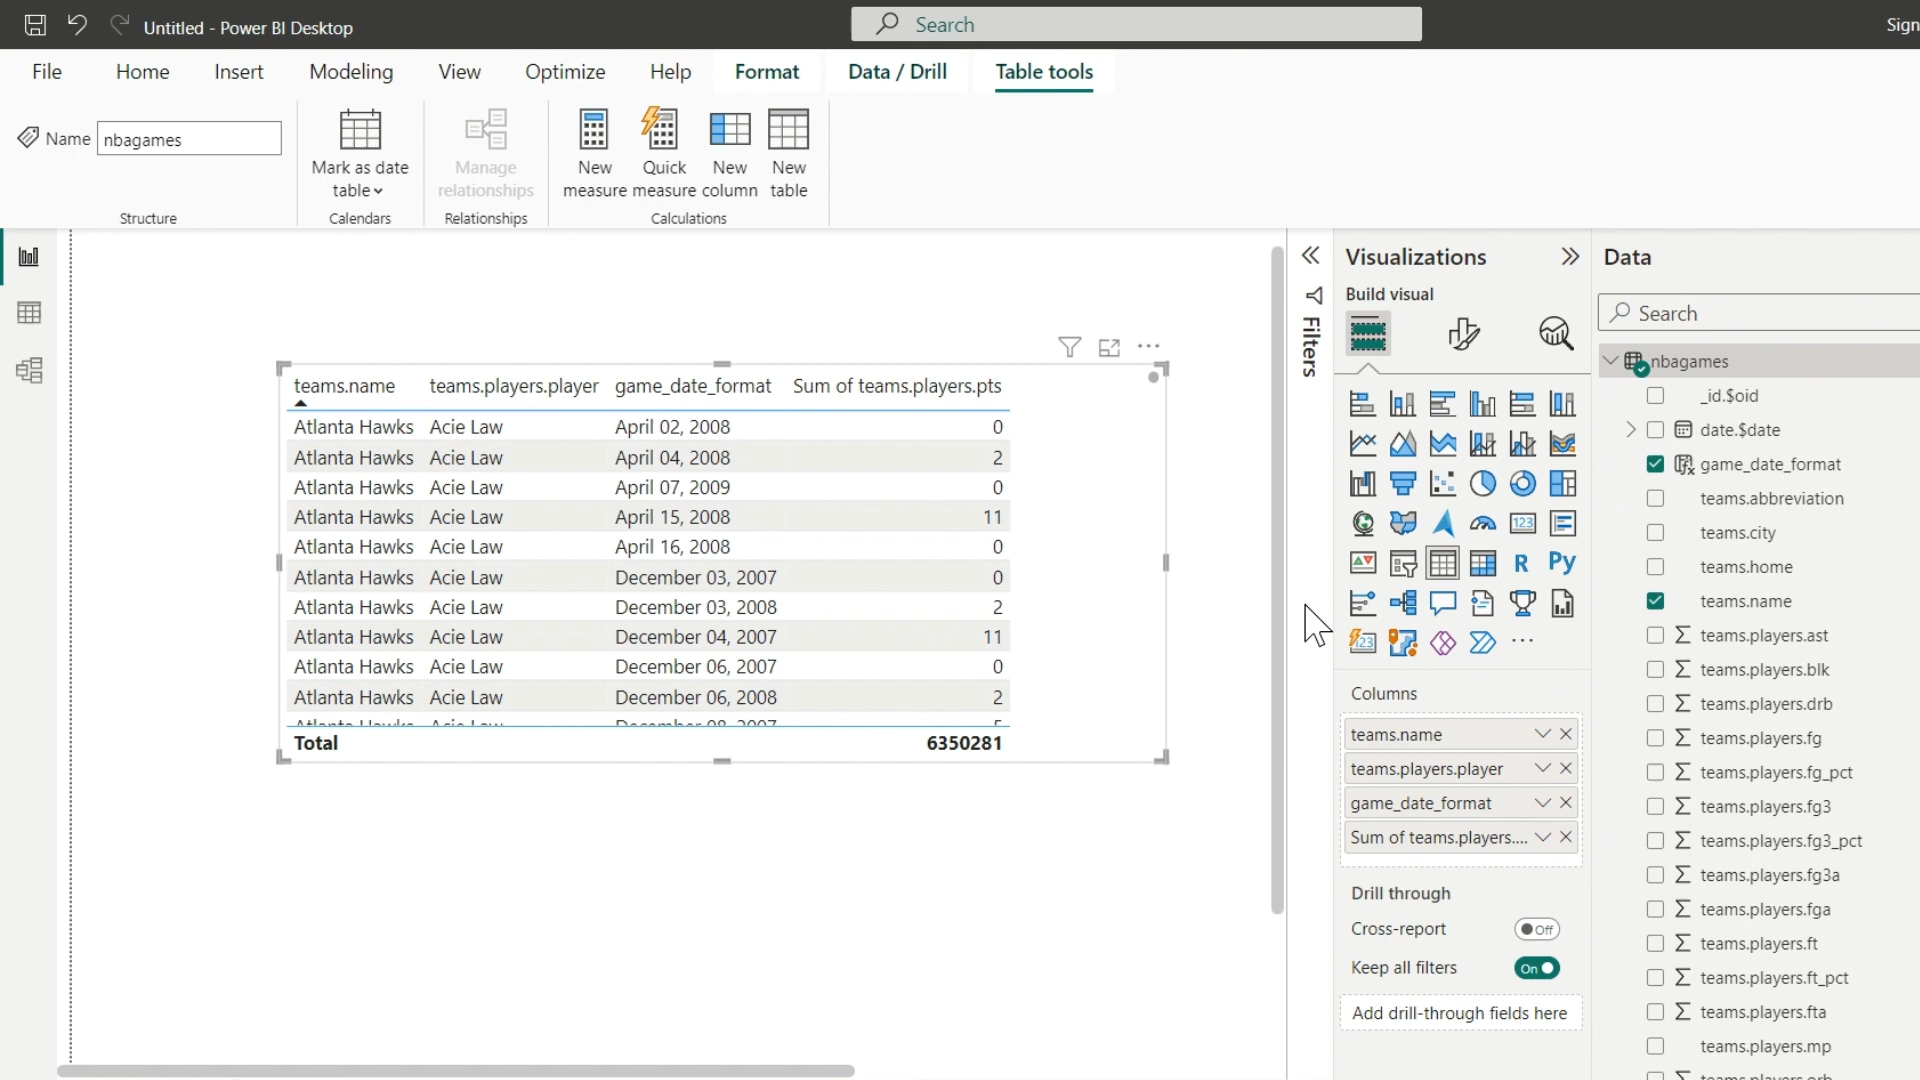 Untitled - Power BI Desktop
Search
Sign
File Home Insert Modeling View Optimize Help Format Data / Drill Table tools
Name nbagames
Mark as date table
Manage relationships
New measure
Quick measure
New column
New table
Structure
Calendars
Relationships
Calculations
teams.name teams.players.player game_date_format Sum of teams.players.pts
Atlanta Hawks Acie Law April 02, 2008 0
Atlanta Hawks Acie Law April 04, 2008 2
Atlanta Hawks Acie Law April 07, 2009 0
Atlanta Hawks Acie Law April 15, 2008 11
Atlanta Hawks Acie Law April 16, 2008 0
Atlanta Hawks Acie Law December 03, 2007 0
Atlanta Hawks Acie Law December 03, 2008 2
Atlanta Hawks Acie Law December 04, 2007 11
Atlanta Hawks Acie Law December 06, 2007 0
Atlanta Hawks Acie Law December 06, 2008 2
Total 6350281
Filters
Visualizations
Build visual
123
R
Py
123
Columns
teams.name
teams.players.player
game_date_format
Sum of teams.players....
Drill through
Cross-report Off
Keep all filters On
Add drill-through fields here
Data
Search
nbagames
_id.$oid
date.$date
game_date_format
teams.abbreviation
teams.city
teams.home
teams.name
teams.players.ast
teams.players.blk
teams.players.drb
teams.players.fg
teams.players.fg_pct
teams.players.fg3
teams.players.fg3_pct
teams.players.fg3a
teams.players.fga
teams.players.ft
teams.players.ft_pct
teams.players.fta
teams.players.mp